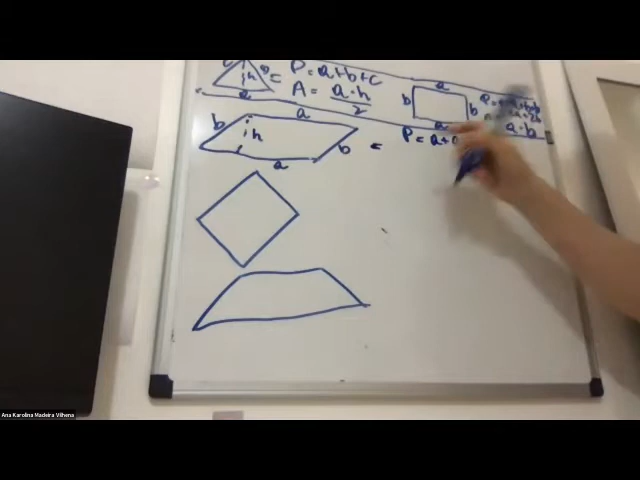 c h b = P = a+b+c
a A = a·h
2
a
b b
a a·b
b h a b = P = a+
a
Ana Karolina Madeira Vilhena